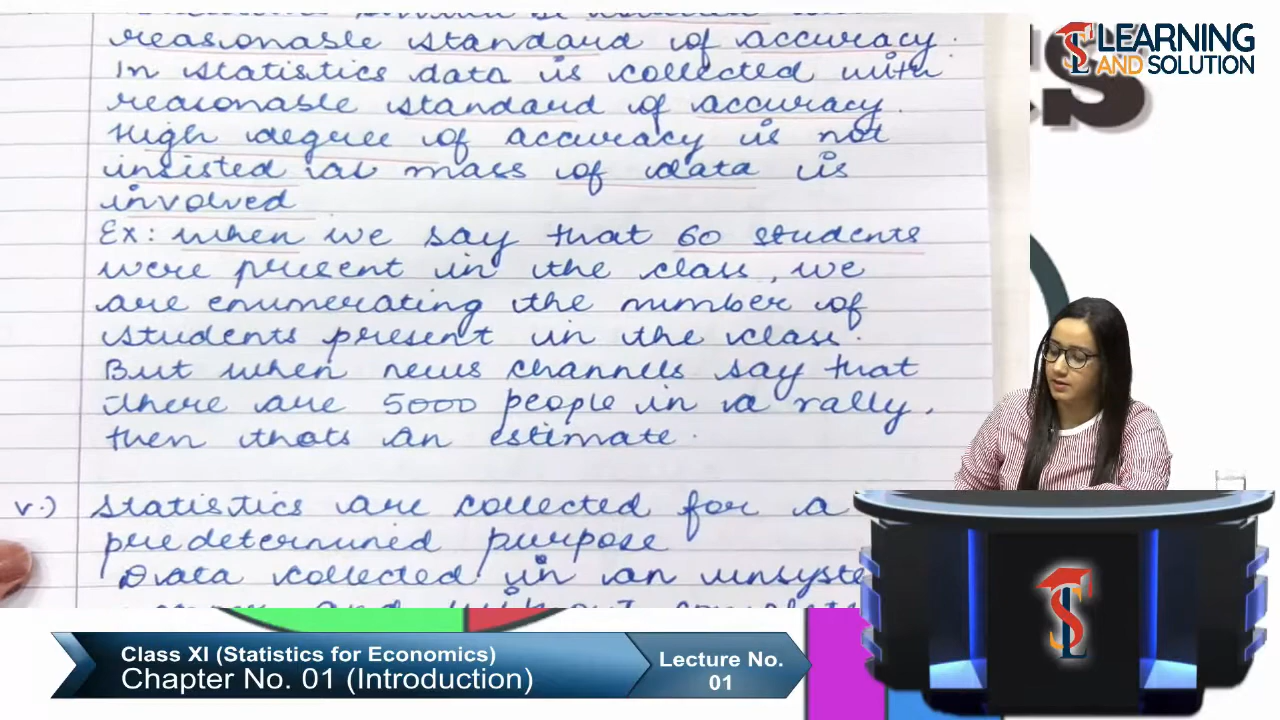 reasonable standard of accuracy.
In statistics data is collected with
reasonable standard of accuracy.
High degree of accuracy is not
insisted as mass of data is
involved
Ex: when we say that 60 students
were present in the class, we
are enumerating the number of
students present in the class.
But when news channels say that
there are 5000 people in a rally,
then thats an estimate.
v.) Statistics are collected for a
predetermined purpose
Data collected in an unsyste
LEARNING
AND SOLUTION
CS
Class XI (Statistics for Economics)
Chapter No. 01 (Introduction)
Lecture No.
01